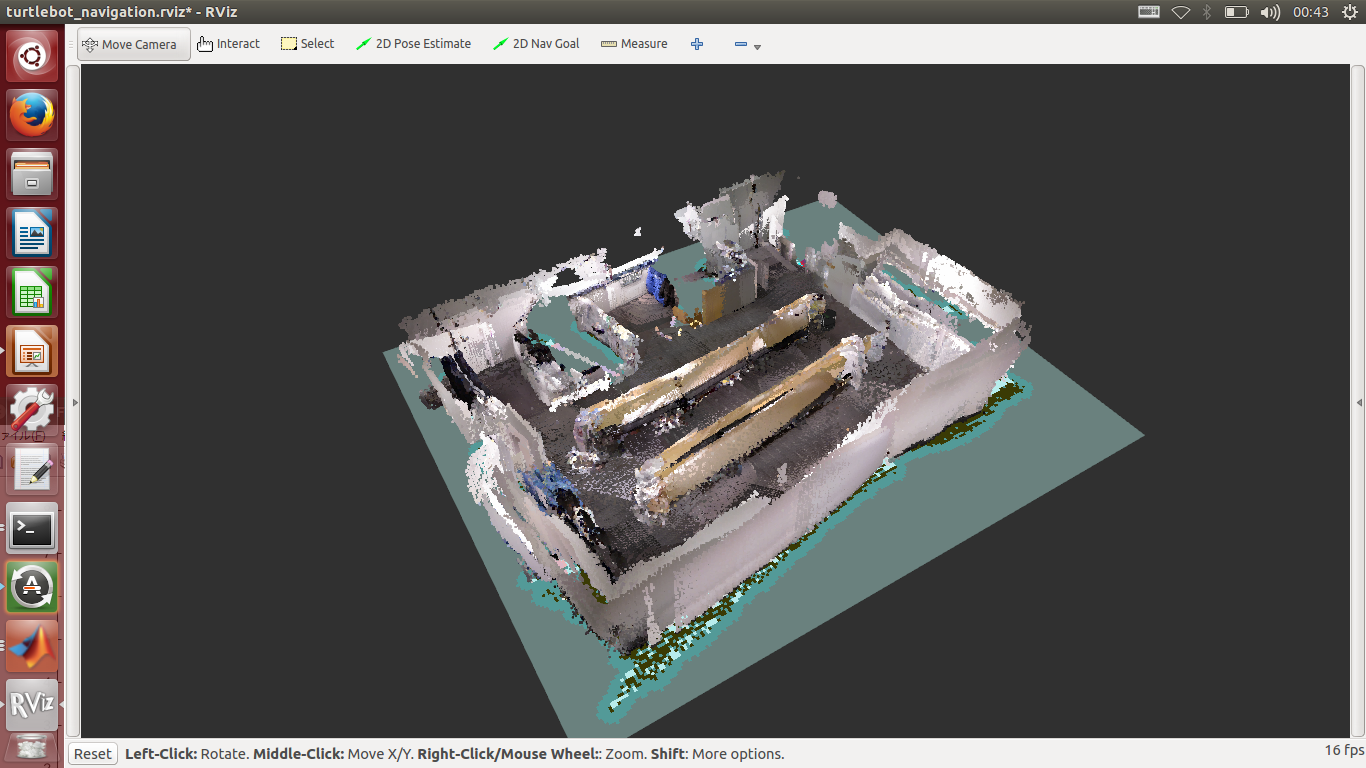 turtlebot_navigation.rviz* - RViz
00:43
Move Camera
Interact
Select
2D Pose Estimate
2D Nav Goal
Measure
RViz
Reset
Left-Click: Rotate. Middle-Click: Move X/Y. Right-Click/Mouse Wheel:: Zoom. Shift: More options.
16 fps